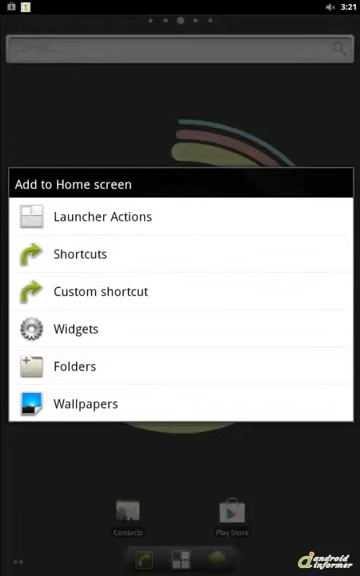 3:21
Add to Home screen
Launcher Actions
Shortcuts
Custom shortcut
Widgets
Folders
Wallpapers
Contacts
Play Store
android
informer